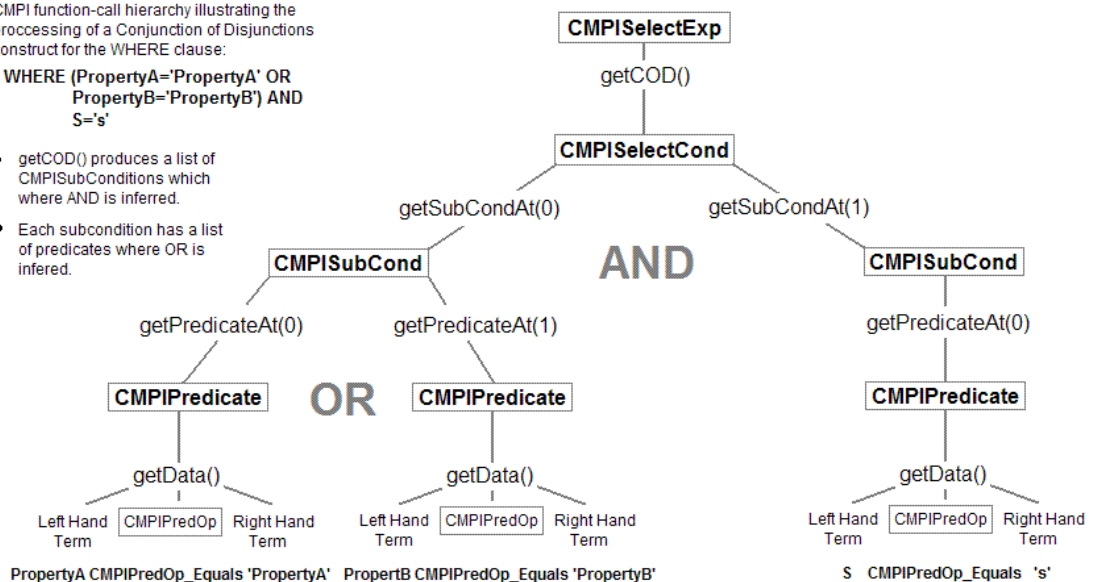 CMPI function-call hierarchy illustrating the
proccessing of a Conjunction of Disjunctions
construct for the WHERE clause:
WHERE (PropertyA='PropertyA' OR
PropertyB='PropertyB') AND
S='s'
• getCOD() produces a list of
CMPISubConditions which
where AND is inferred.
• Each subcondition has a list
of predicates where OR is
infered.
CMPISelectExp
getCOD()
CMPISelectCond
getSubCondAt(0)
getSubCondAt(1)
CMPISubCond
AND
CMPISubCond
getPredicateAt(0)
getPredicateAt(1)
getPredicateAt(0)
CMPIPredicate
OR
CMPIPredicate
CMPIPredicate
getData()
getData()
getData()
Left Hand
Term
CMPIPredOp
Right Hand
Term
Left Hand
Term
CMPIPredOp
Right Hand
Term
Left Hand
Term
CMPIPredOp
Right Hand
Term
PropertyA CMPIPredOp_Equals 'PropertyA'
PropertB CMPIPredOp_Equals 'PropertyB'
S CMPIPredOp_Equals 's'